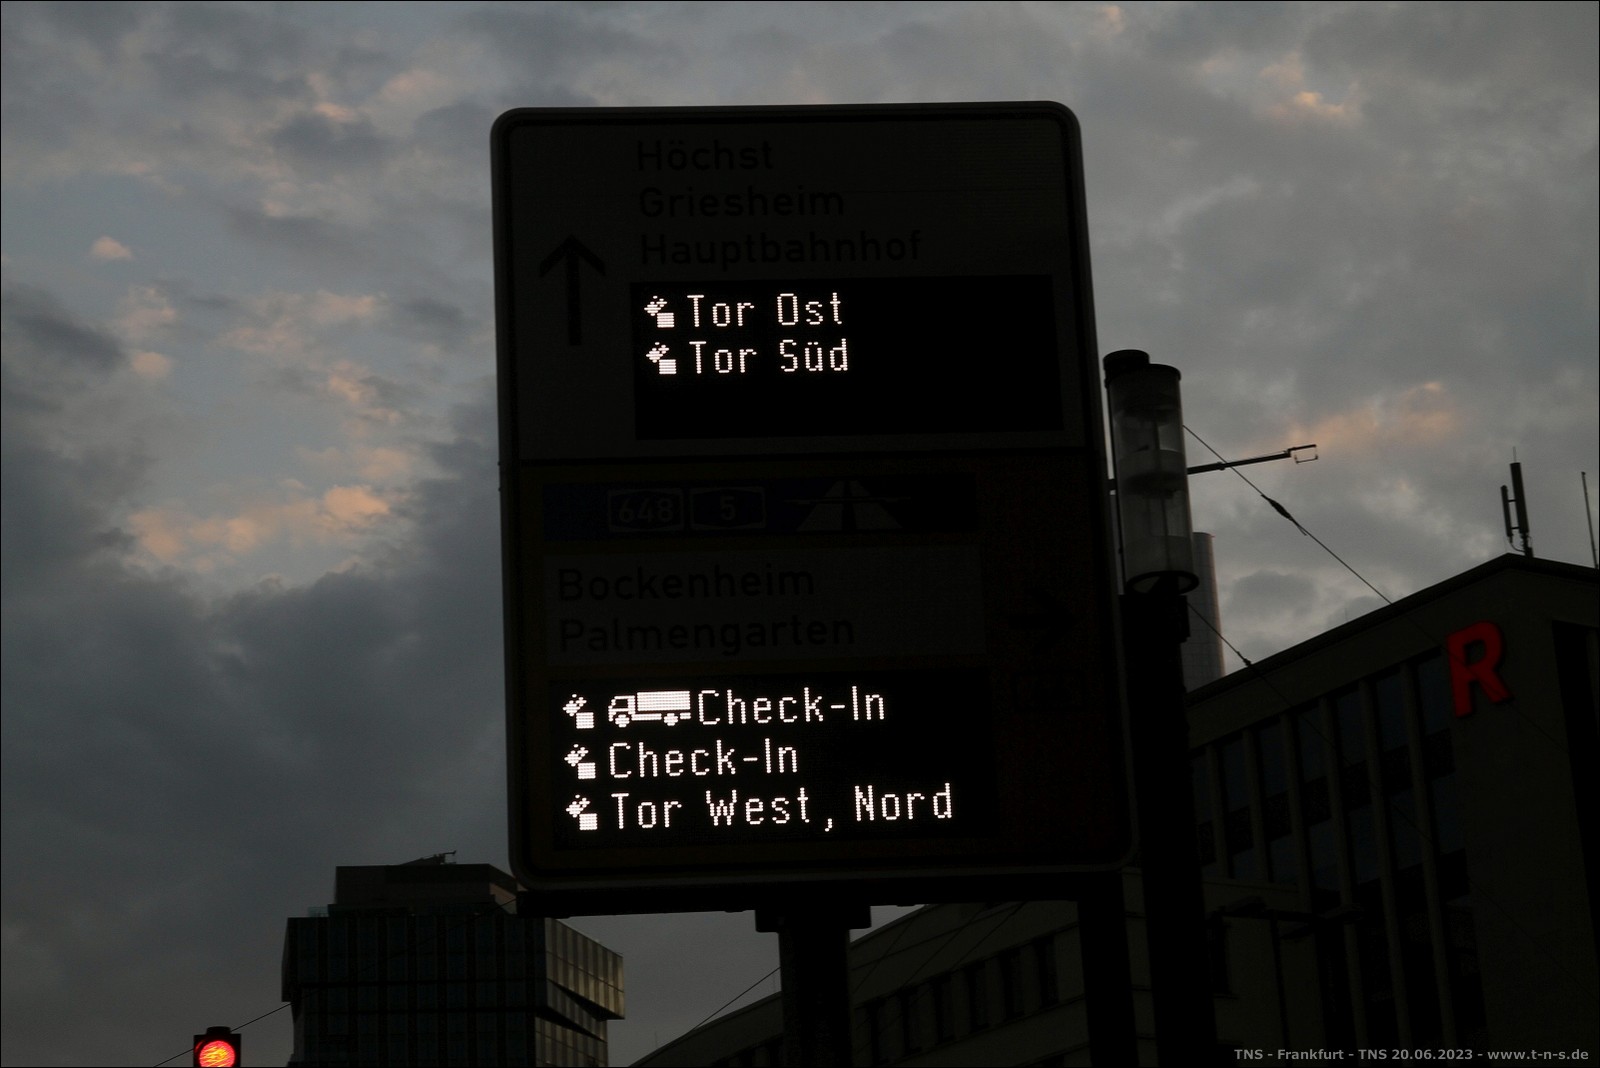 Höchst
Griesheim
Hauptbahnhof
Tor Ost
Tor Süd
648 5
Bockenheim
Palmengarten
Check-In
Check-In
Tor West, Nord
R
TNS - Frankfurt - TNS 20.06.2023 - www.t-n-s.de